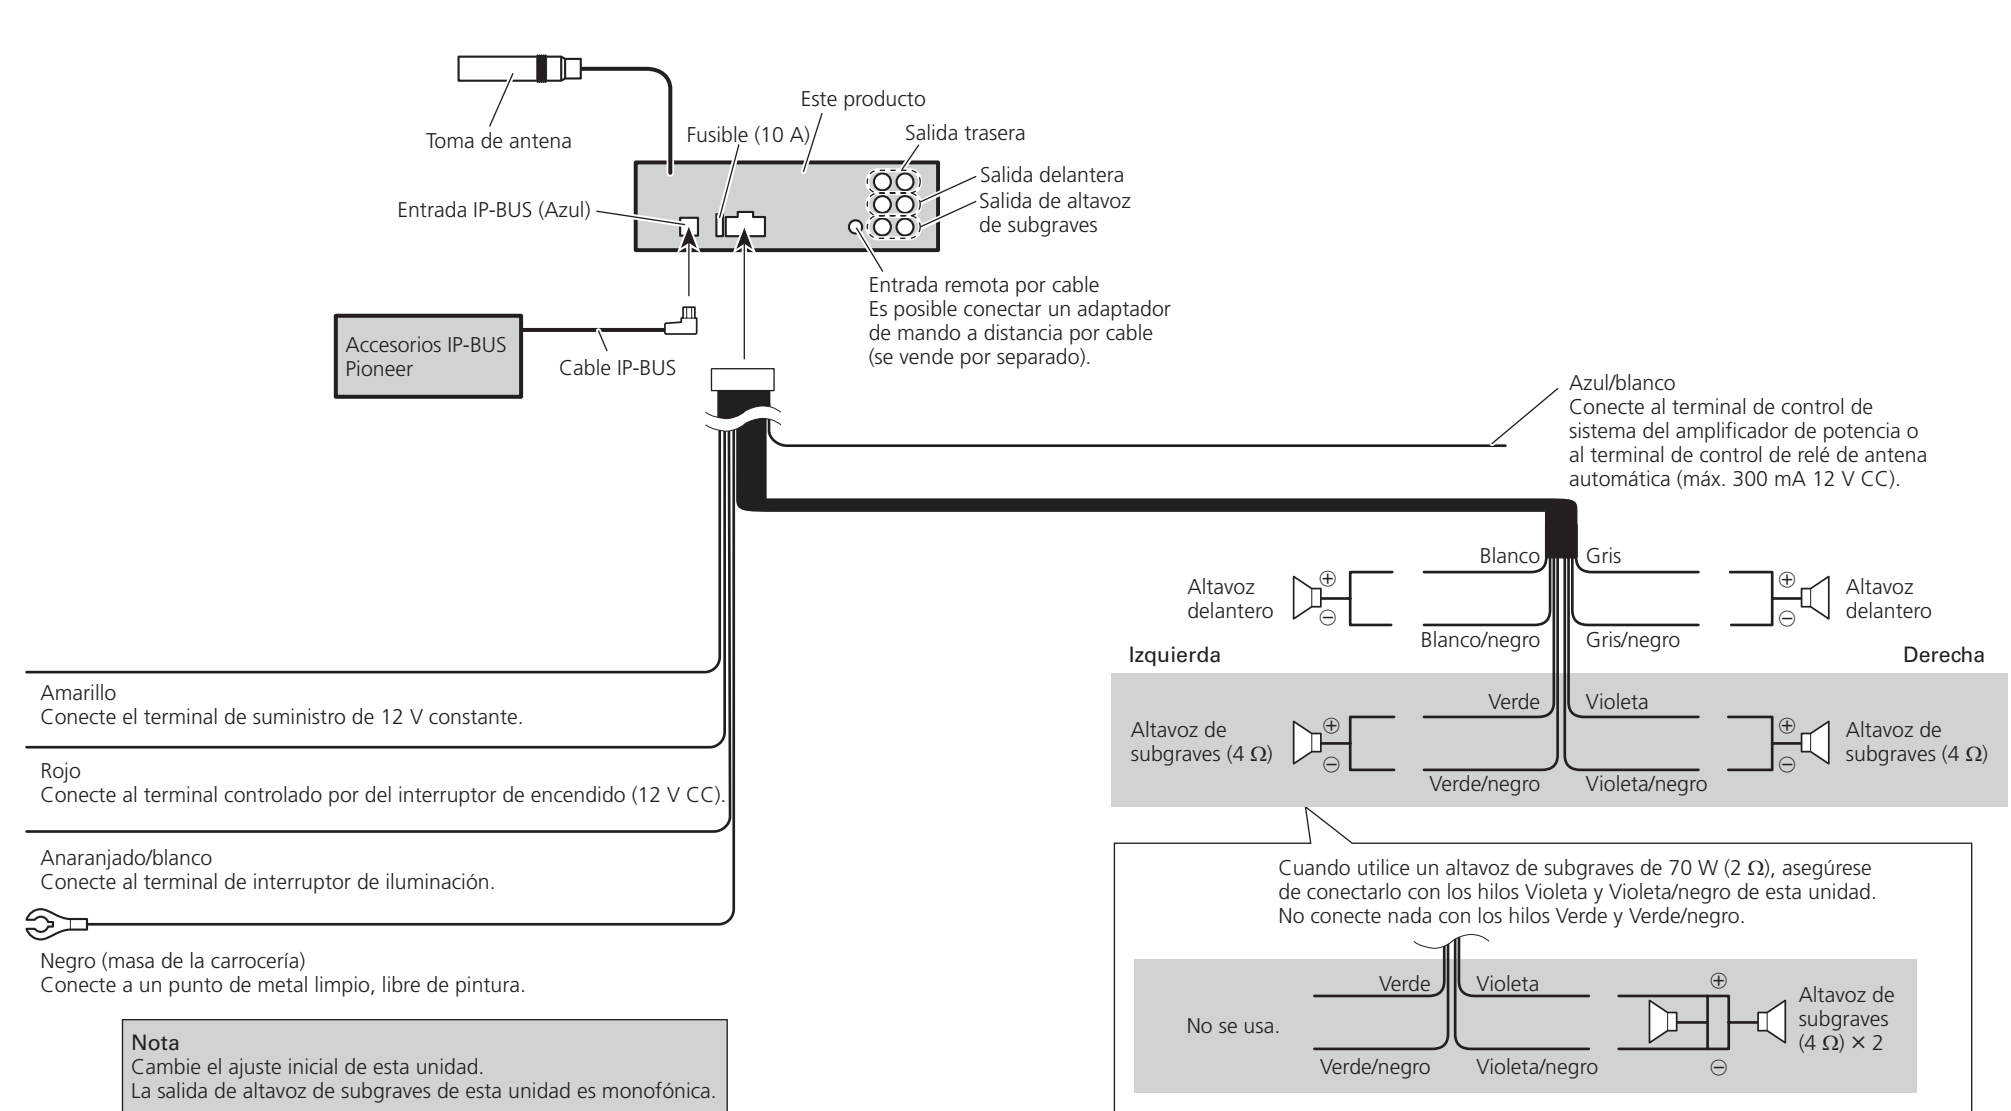 Toma de antena
Este producto
Fusible (10 A)
Salida trasera
Salida delantera
Salida de altavoz
de subgraves
Entrada IP-BUS (Azul)
Entrada remota por cable
Es posible conectar un adaptador
de mando a distancia por cable
(se vende por separado).
Accesorios IP-BUS
Pioneer
Cable IP-BUS
Azul/blanco
Conecte al terminal de control de
sistema del amplificador de potencia o
al terminal de control de relé de antena
automática (máx. 300 mA 12 V CC).
Blanco
Gris
Altavoz
delantero
⊕
⊖
⊕
⊖
Altavoz
delantero
Blanco/negro
Gris/negro
Izquierda
Derecha
Verde
Violeta
Altavoz de
subgraves (4 Ω)
⊕
⊖
⊕
⊖
Altavoz de
subgraves (4 Ω)
Verde/negro
Violeta/negro
Amarillo
Conecte el terminal de suministro de 12 V constante.
Rojo
Conecte al terminal controlado por del interruptor de encendido (12 V CC).
Anaranjado/blanco
Conecte al terminal de interruptor de iluminación.
Negro (masa de la carrocería)
Conecte a un punto de metal limpio, libre de pintura.
Nota
Cambie el ajuste inicial de esta unidad.
La salida de altavoz de subgraves de esta unidad es monofónica.
Cuando utilice un altavoz de subgraves de 70 W (2 Ω), asegúrese
de conectarlo con los hilos Violeta y Violeta/negro de esta unidad.
No conecte nada con los hilos Verde y Verde/negro.
Verde
Violeta
No se usa.
⊕
⊖
Altavoz de
subgraves
(4 Ω) × 2
Verde/negro
Violeta/negro